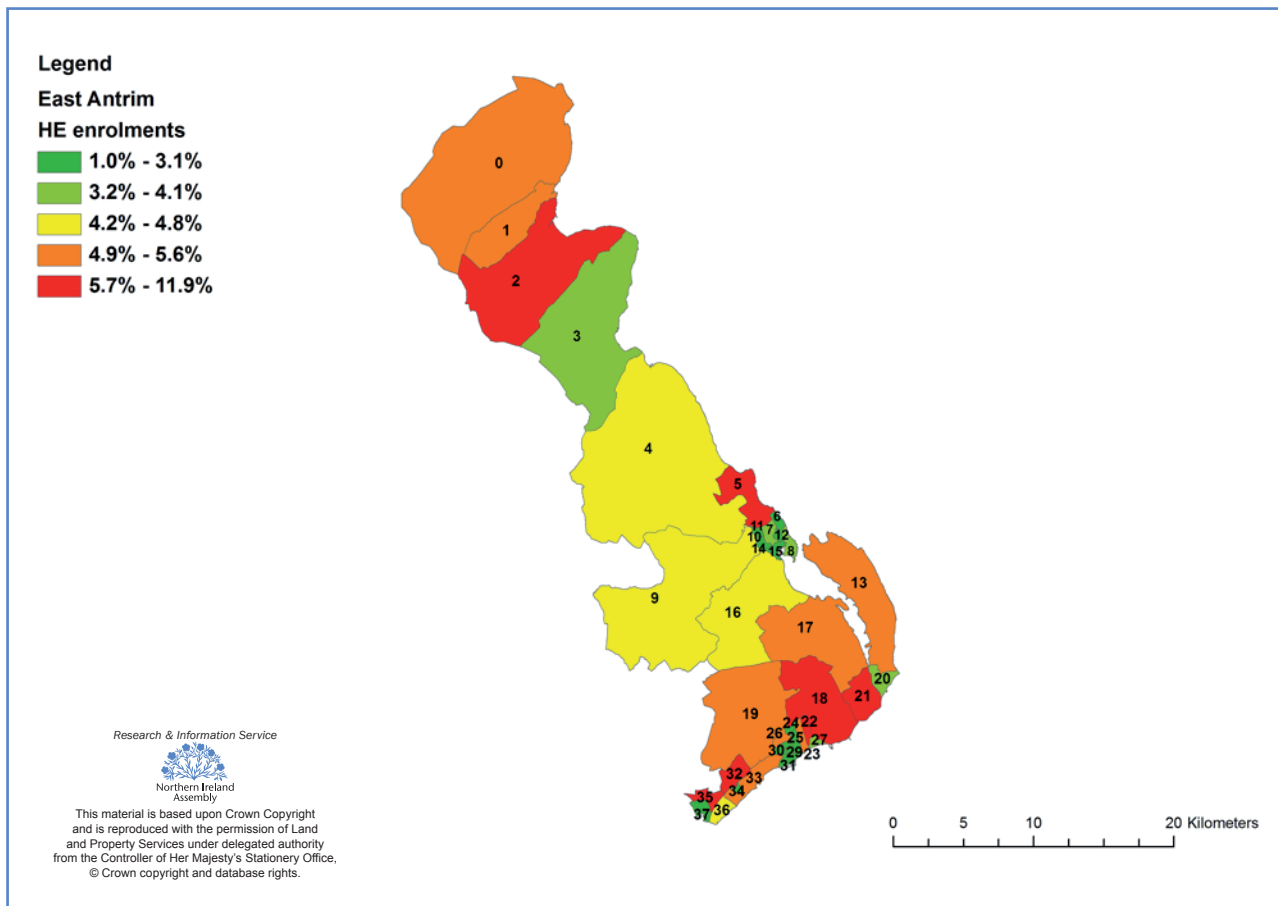 Legend
East Antrim
HE enrolments
1.0% - 3.1%
3.2% - 4.1%
4.2% - 4.8%
4.9% - 5.6%
5.7% - 11.9%
0
1
2
3
4
5
6
11 7
10 12
14 15 8
13
9
16
17
20
21
18
19
24 22
26 25
27
30 29 23
31
32
33
34
35
36
37
Research & Information Service
Northern Ireland
Assembly
This material is based upon Crown Copyright
and is reproduced with the permission of Land
and Property Services under delegated authority
from the Controller of Her Majesty's Stationery Office,
© Crown copyright and database rights.
0 5 10 20 Kilometers